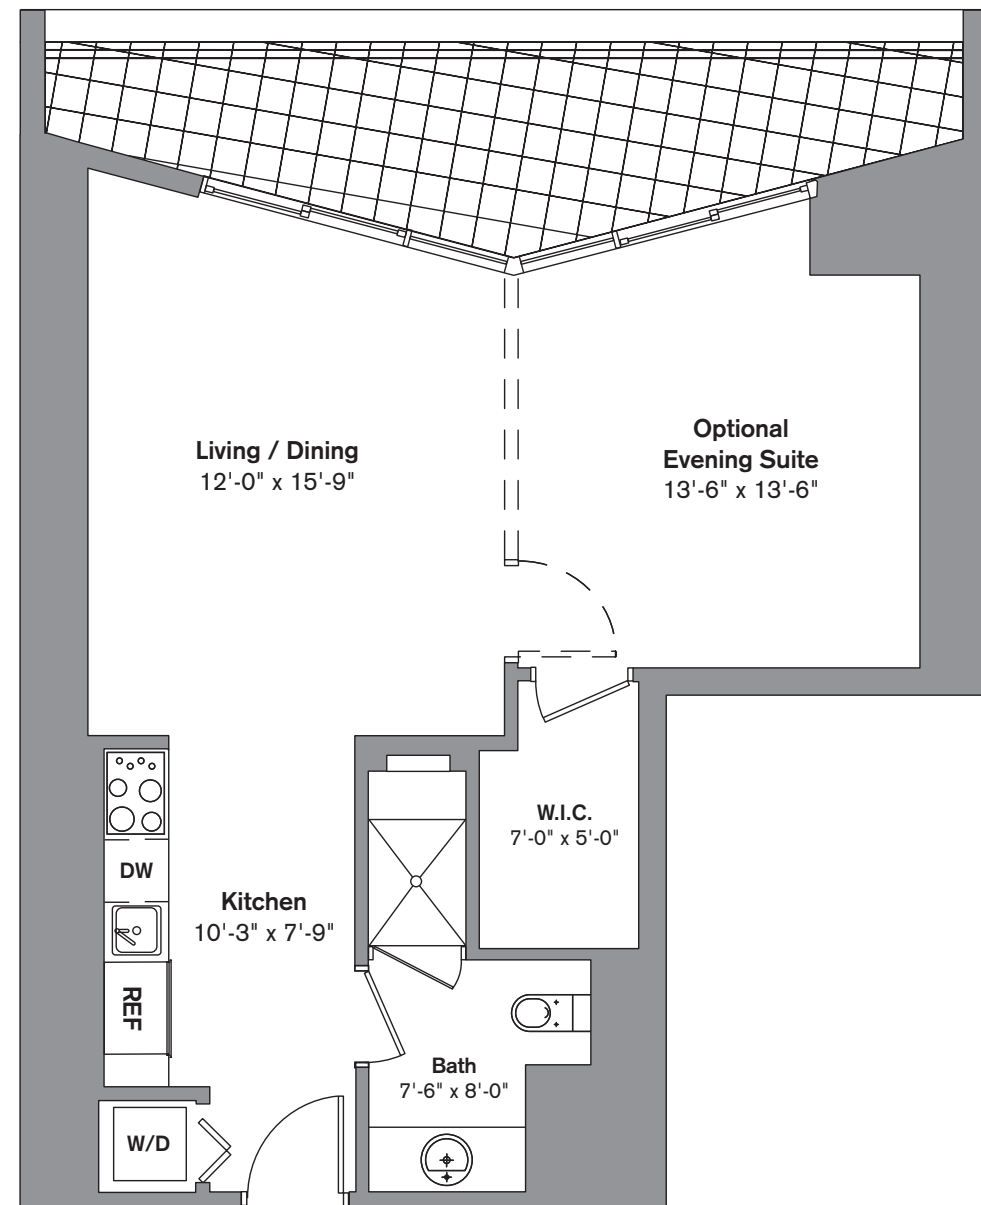 Living / Dining
12'-0" x 15'-9"
Optional
Evening Suite
13'-6" x 13'-6"
W.I.C.
7'-0" x 5'-0"
DW
Kitchen
10'-3" x 7'-9"
REF
Bath
7'-6" x 8'-0"
W/D